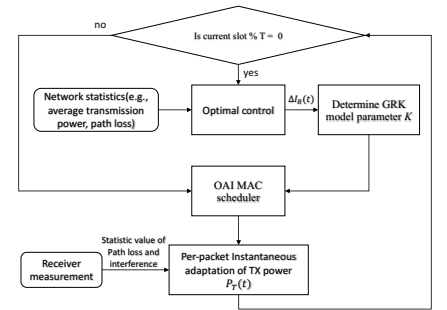 no
Is current slot % T = 0
yes
Network statistics(e.g.,
average transmission
power, path loss)
Optimal control
ΔI_R(t)
Determine GRK
model parameter K
OAI MAC
scheduler
Statistic value of
Path loss and
interference
Receiver
measurement
Per-packet Instantaneous
adaptation of TX power
P_T(t)